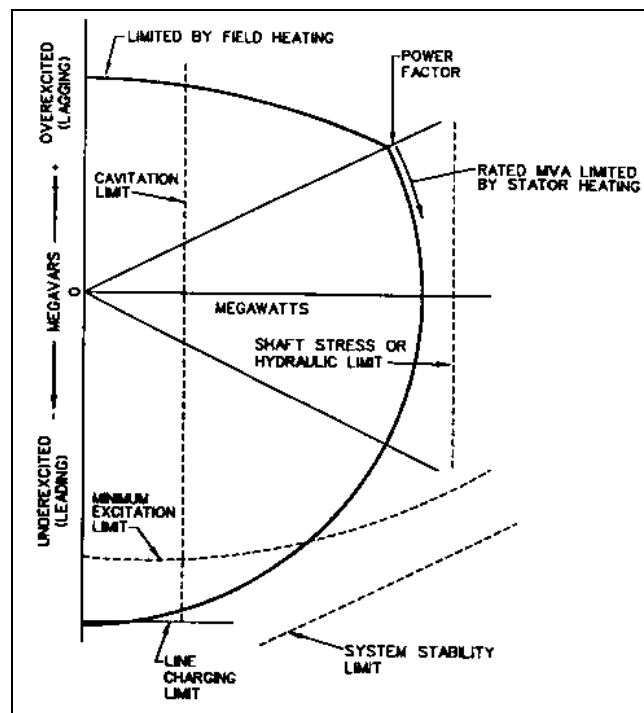 LIMITED BY FIELD HEATING
POWER
FACTOR
OVEREXCITED
(LAGGING)
RATED MVA LIMITED
BY STATOR HEATING
CAVITATION
LIMIT
+
MEGAVARS
O
MEGAWATTS
SHAFT STRESS OR
HYDRAULIC LIMIT
-
UNDEREXCITED
(LEADING)
MINIMUM
EXCITATION
LIMIT
SYSTEM STABILITY
LIMIT
LINE
CHARGING
LIMIT